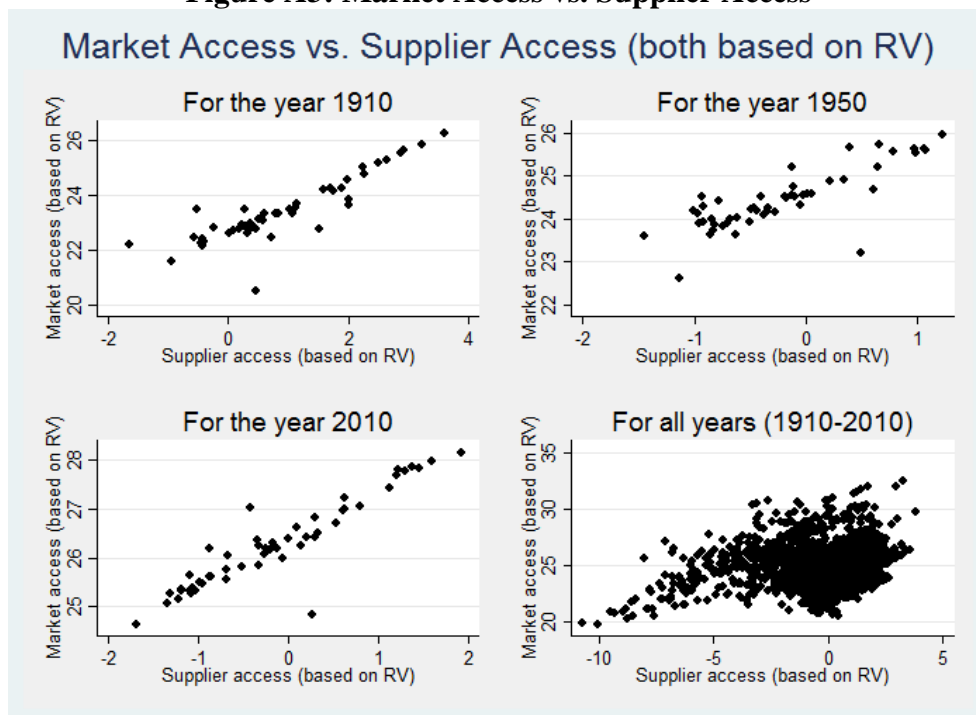 Figure A5: Market Access vs. Supplier Access
Market Access vs. Supplier Access (both based on RV)
For the year 1910
Market access (based on RV)
26
24
22
20
-2 0 2 4
Supplier access (based on RV)
For the year 1950
Market access (based on RV)
26
25
24
23
22
-2 -1 0 1
Supplier access (based on RV)
For the year 2010
Market access (based on RV)
28
27
26
25
-2 -1 0 1 2
Supplier access (based on RV)
For all years (1910-2010)
Market access (based on RV)
35
30
25
20
-10 -5 0 5
Supplier access (based on RV)